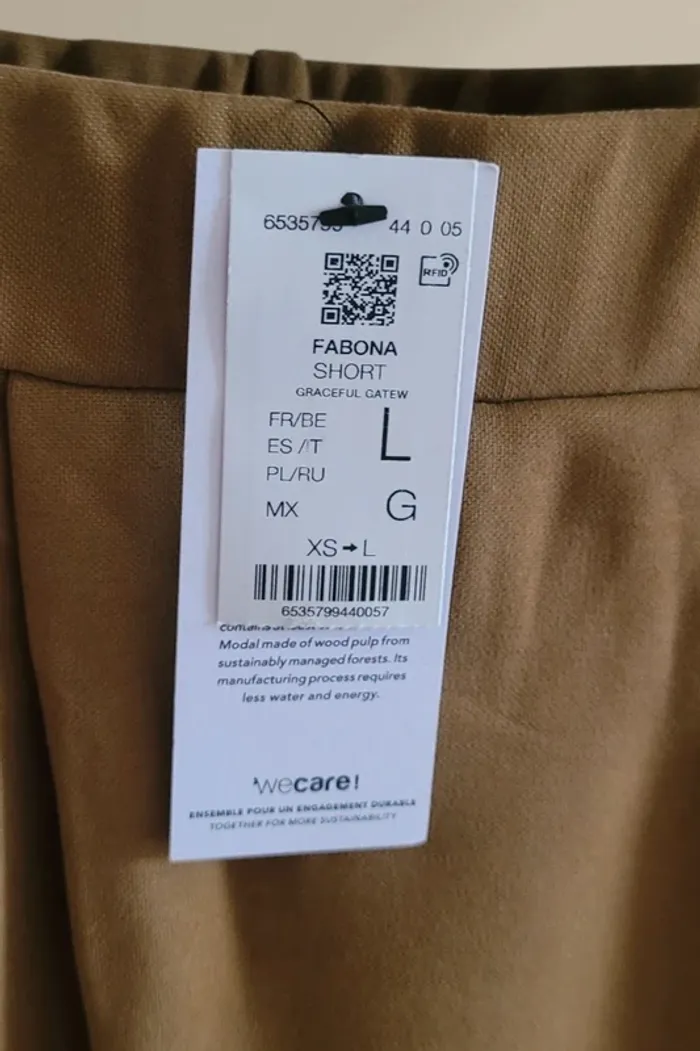 44 0 05
RFID
FABONA
SHORT
GRACEFUL GATEW
FR/BE
ES /IT
PL/RU
L
MX
G
XS➔L
6535799440057
Modal made of wood pulp from
sustainably managed forests. Its
manufacturing process requires
less water and energy.
wecare!
ENSEMBLE POUR UN ENGAGEMENT DURABLE
TOGETHER FOR MORE SUSTAINABILITY